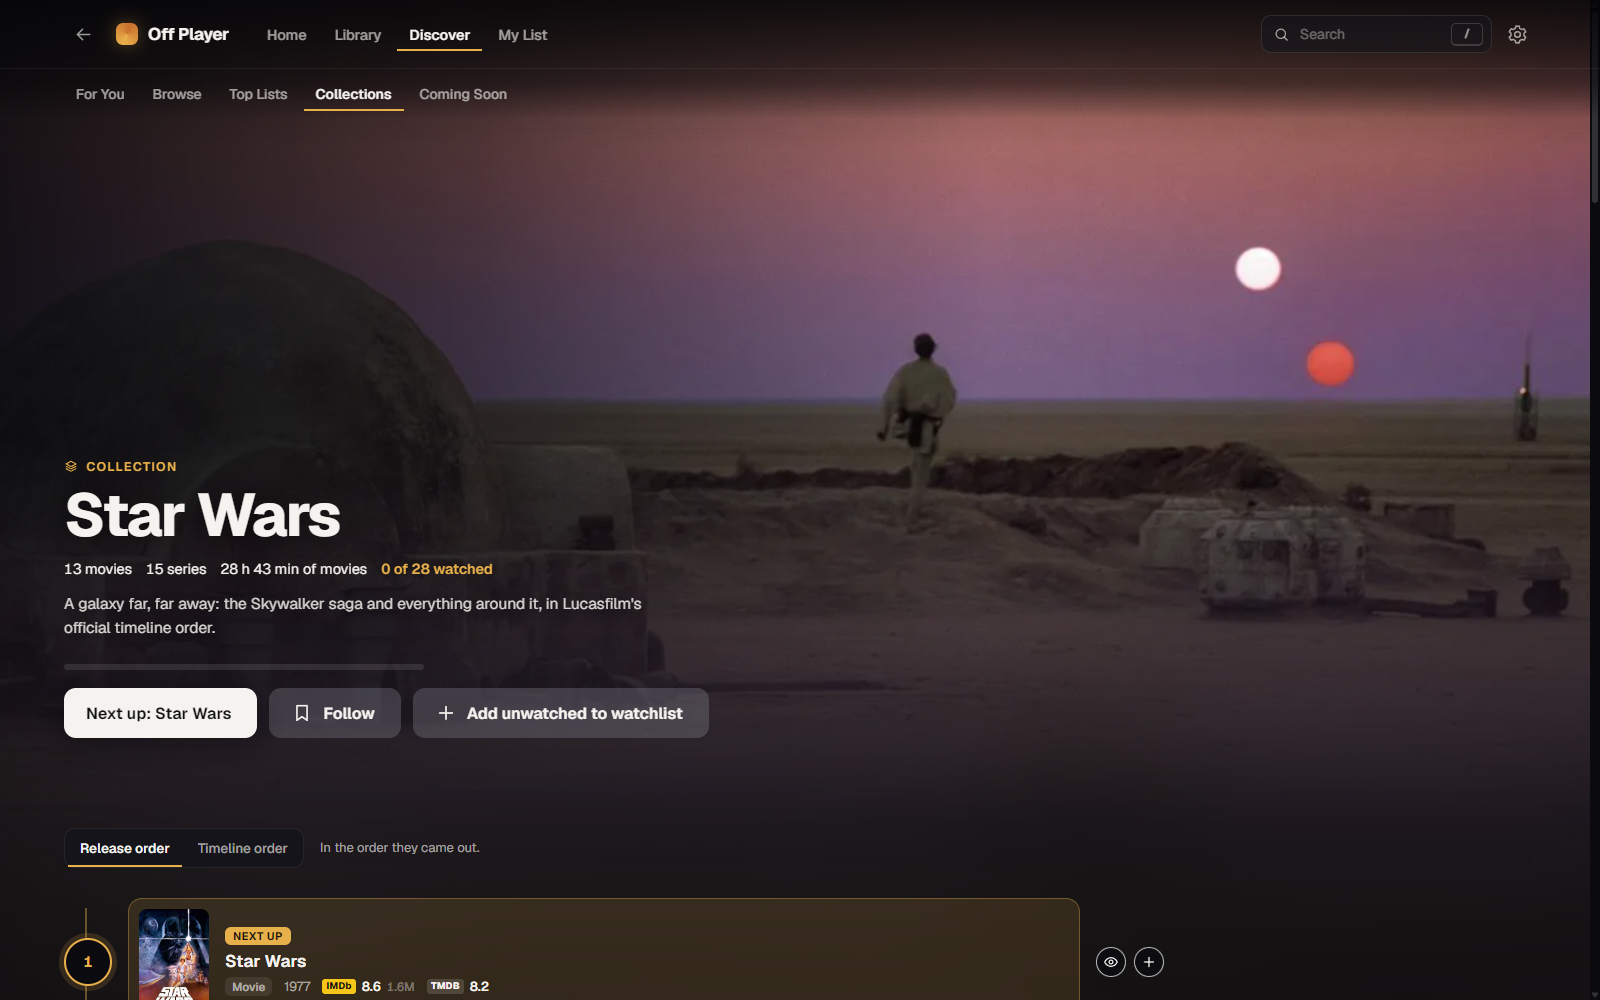 Off Player
Home
Library
Discover
My List
Search
/
For You
Browse
Top Lists
Collections
Coming Soon
COLLECTION
Star Wars
13 movies 15 series 28 h 43 min of movies 0 of 28 watched
A galaxy far, far away: the Skywalker saga and everything around it, in Lucasfilm's
official timeline order.
Next up: Star Wars
Follow
Add unwatched to watchlist
Release order
Timeline order
In the order they came out.
1
NEXT UP
Star Wars
Movie 1977 IMDb 8.6 1.6M TMDB 8.2
STAR